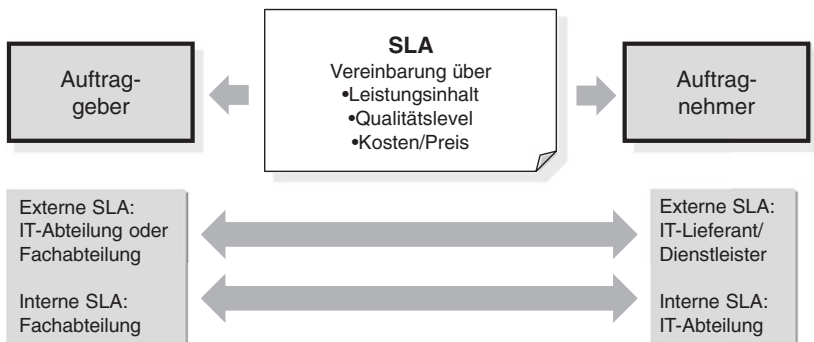 Auftrag-
geber
SLA
Vereinbarung über
•Leistungsinhalt
•Qualitätslevel
•Kosten/Preis
Auftrag-
nehmer
Externe SLA:
IT-Abteilung oder
Fachabteilung
Interne SLA:
Fachabteilung
Externe SLA:
IT-Lieferant/
Dienstleister
Interne SLA:
IT-Abteilung